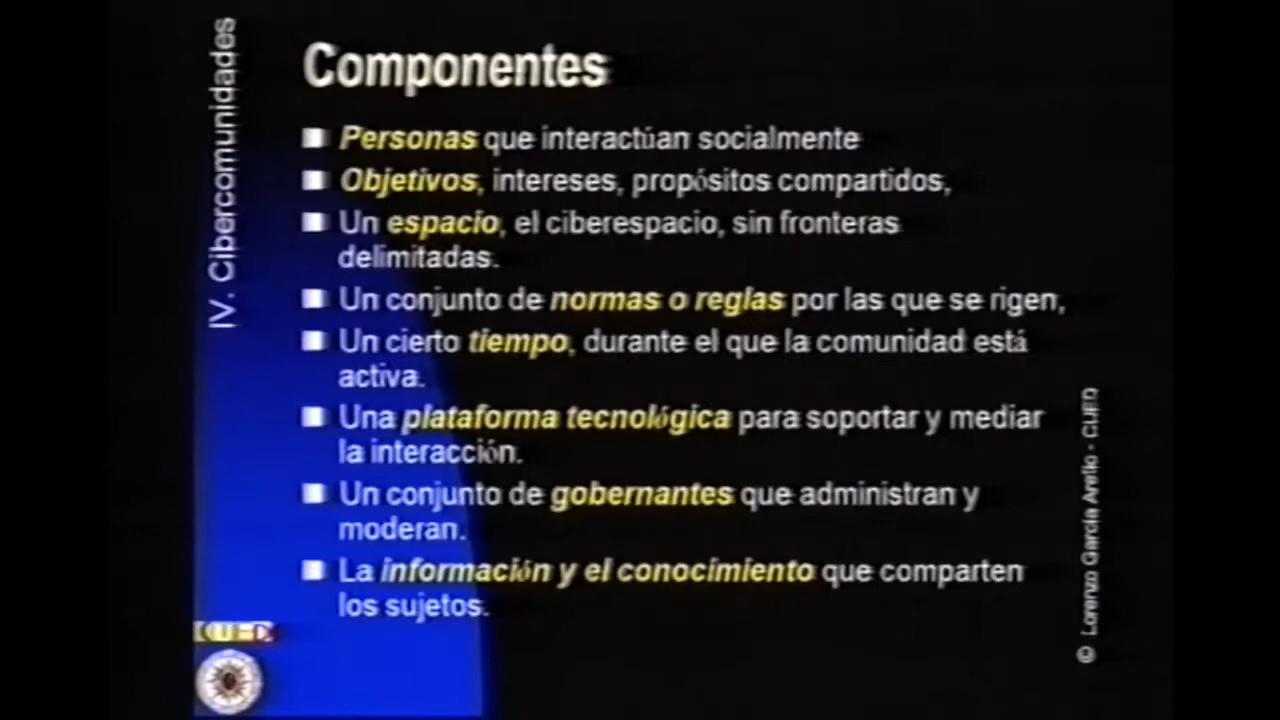 IV. Cibercomunidades
Componentes
Personas que interactúan socialmente
Objetivos, intereses, propósitos compartidos,
Un espacio, el ciberespacio, sin fronteras
delimitadas.
Un conjunto de normas o reglas por las que se rigen,
Un cierto tiempo, durante el que la comunidad está
activa.
Una plataforma tecnológica para soportar y mediar
la interacción.
Un conjunto de gobernantes que administran y
moderan.
La información y el conocimiento que comparten
los sujetos.
© Lorenzo García Aretio - CUED
CUED